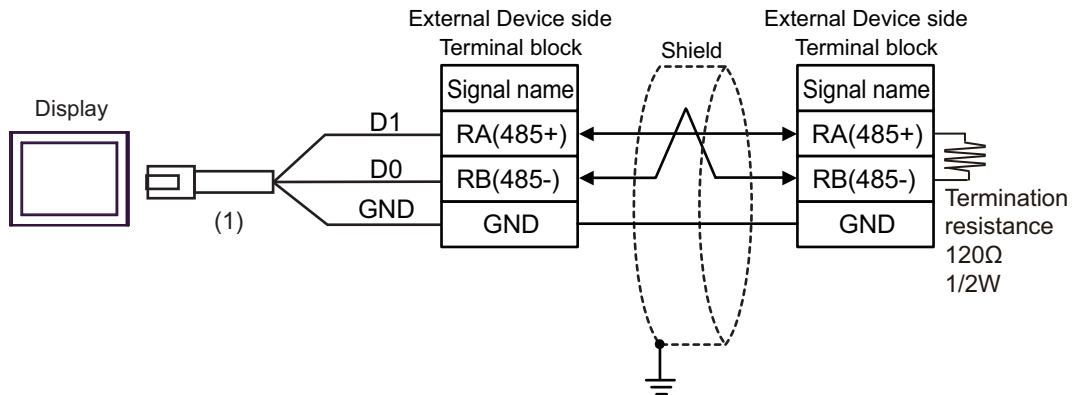 External Device side
Terminal block
Shield
External Device side
Terminal block
Display
(1)
D1
D0
GND
Signal name
RA(485+)
RB(485-)
GND
Signal name
RA(485+)
RB(485-)
GND
Termination
resistance
120Ω
1/2W